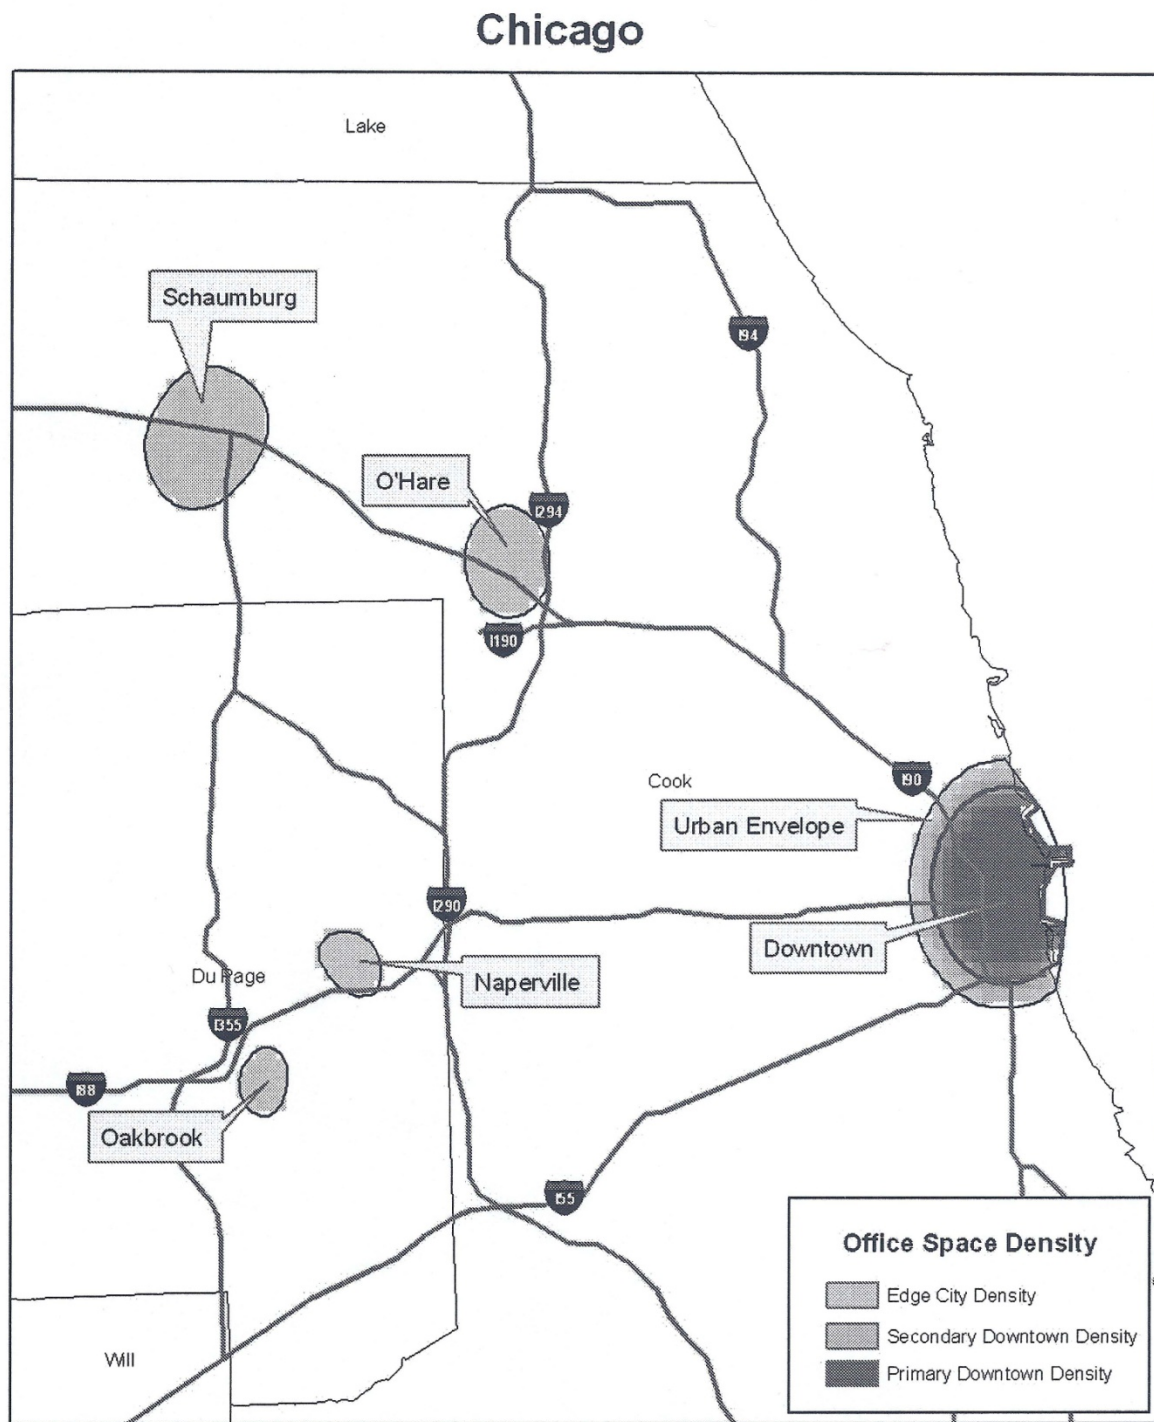 Chicago
Lake
Schaumburg
I94
O'Hare
I294
I190
Cook
I90
Urban Envelope
I290
Downtown
Du Page
Naperville
I355
I88
Oakbrook
I55
Office Space Density
Edge City Density
Secondary Downtown Density
Primary Downtown Density
Will